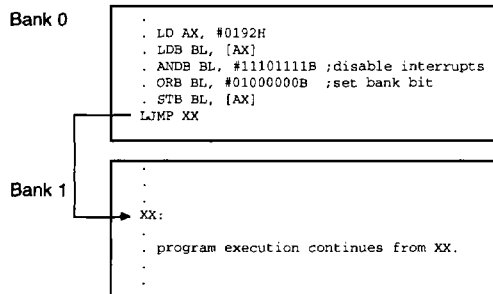 Bank 0
.
. LD AX, #0192H
. LDB BL, [AX]
. ANDB BL, #11101111B ;disable interrupts
. ORB BL, #01000000B ;set bank bit
. STB BL, [AX]
LJMP XX
Bank 1
.
.
.
XX:
.
. program execution continues from XX.
.
.